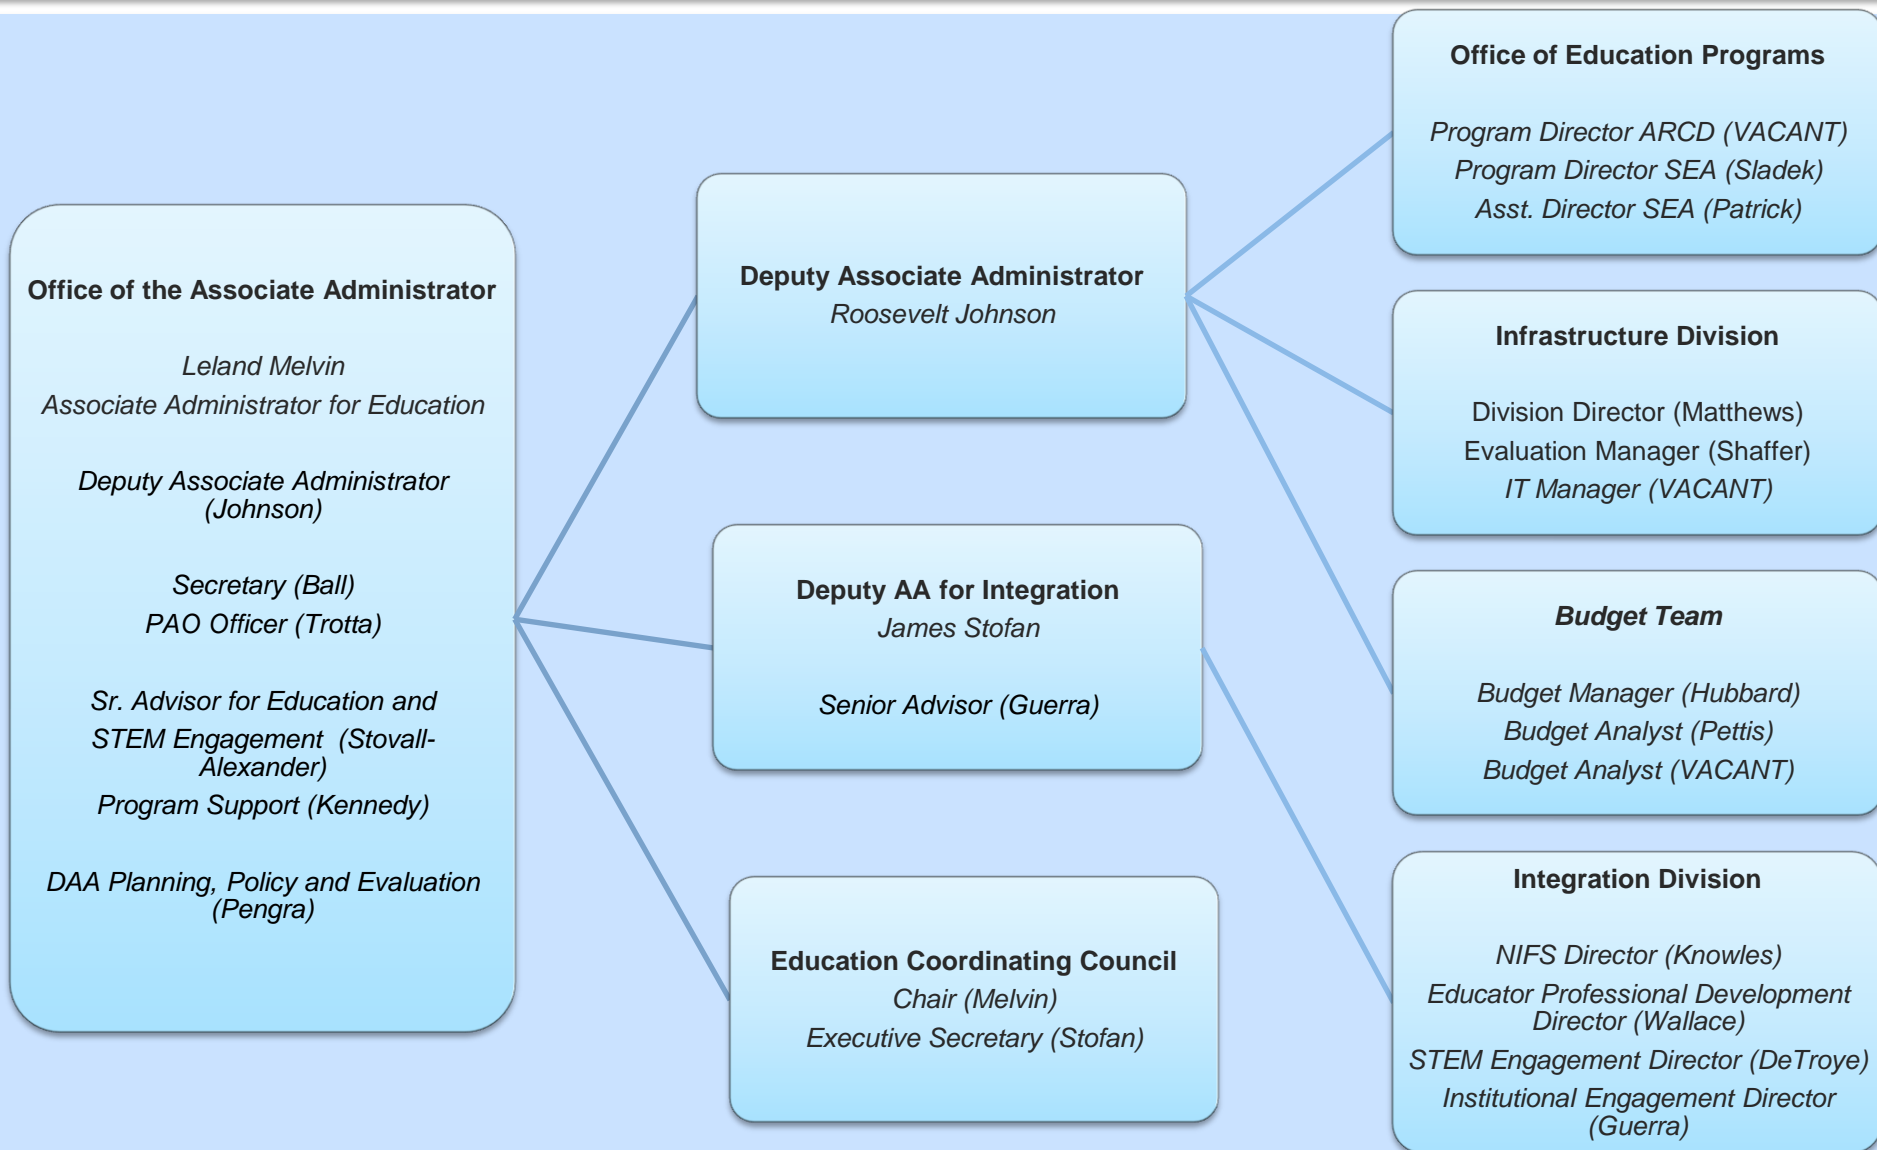 Office of the Associate Administrator
Leland Melvin
Associate Administrator for Education
Deputy Associate Administrator
(Johnson)
Secretary (Ball)
PAO Officer (Trotta)
Sr. Advisor for Education and
STEM Engagement  (Stovall-
Alexander)
Program Support (Kennedy)
DAA Planning, Policy and Evaluation
(Pengra)
Deputy Associate Administrator
Roosevelt Johnson
Deputy AA for Integration
James Stofan
Senior Advisor (Guerra)
Education Coordinating Council
Chair (Melvin)
Executive Secretary (Stofan)
Office of Education Programs
Program Director ARCD (VACANT)
Program Director SEA (Sladek)
Asst. Director SEA (Patrick)
Infrastructure Division
Division Director (Matthews)
Evaluation Manager (Shaffer)
IT Manager (VACANT)
Budget Team
Budget Manager (Hubbard)
Budget Analyst (Pettis)
Budget Analyst (VACANT)
Integration Division
NIFS Director (Knowles)
Educator Professional Development
Director (Wallace)
STEM Engagement Director (DeTroye)
Institutional Engagement Director
(Guerra)